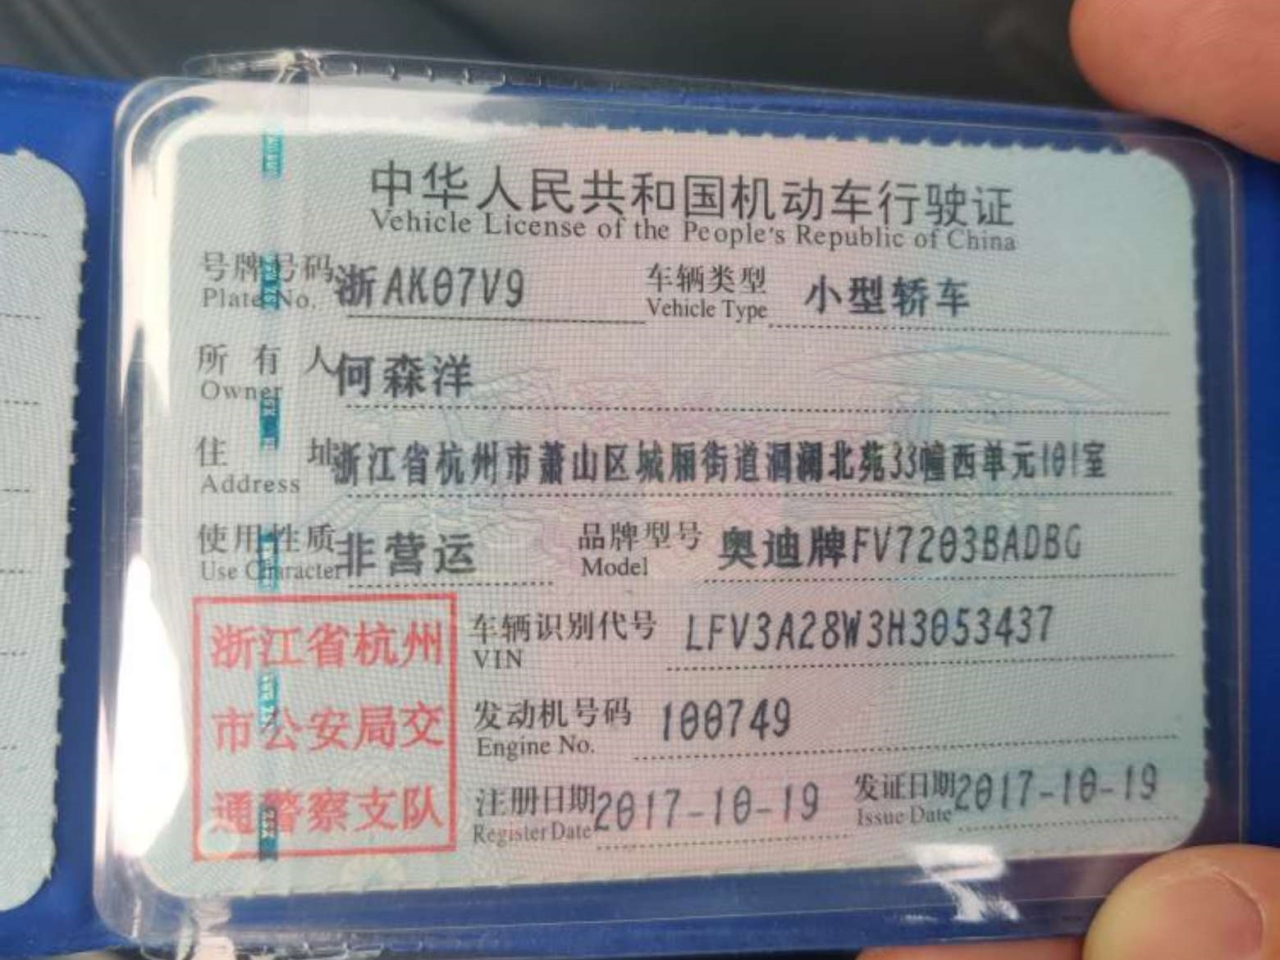 中华人民共和国机动车行驶证
Vehicle License of the People's Republic of China
号牌号码 浙AK07V9 车辆类型 小型轿车
Plate No. Vehicle Type
所有人 何森洋
Owner
住址 浙江省杭州市萧山区城厢街道洄澜北苑33幢西单元101室
Address
使用性质 非营运 品牌型号 奥迪牌FV7203BADBG
Use Character Model
浙江省杭州
市公安局交
通警察支队
车辆识别代号 LFV3A28W3H3053437
VIN
发动机号码 100749
Engine No.
注册日期 2017-10-19 发证日期 2017-10-19
Register Date Issue Date